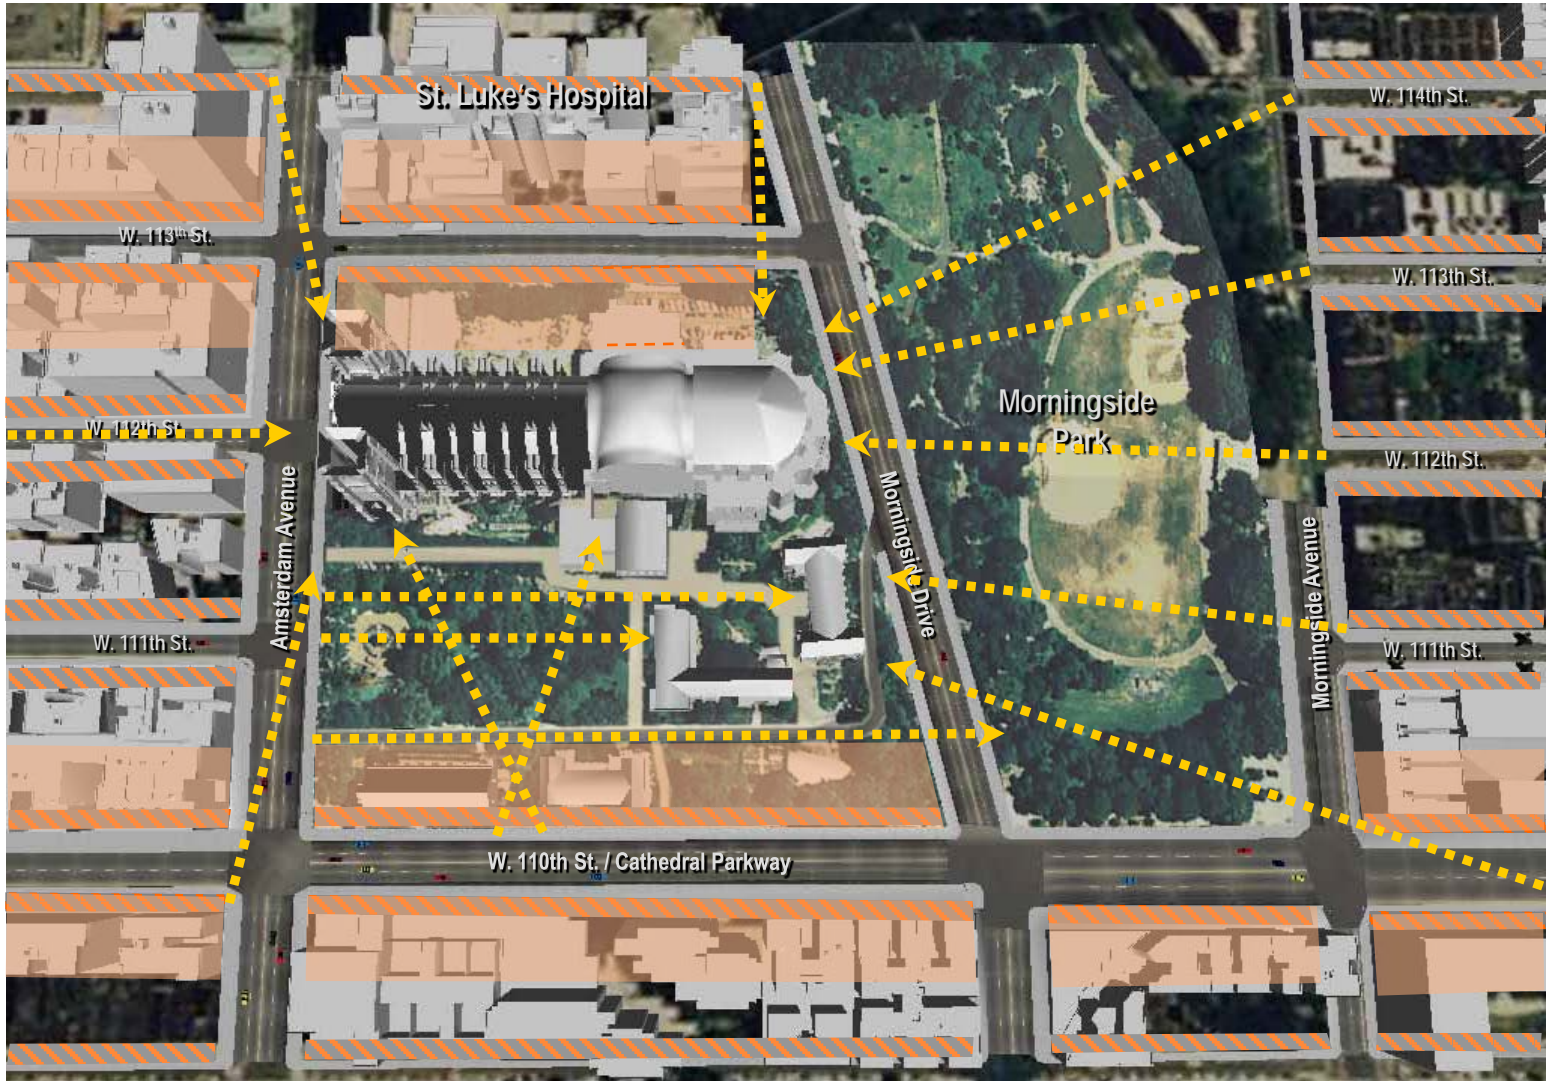 St. Luke's Hospital
W. 114th St.
W. 113th St.
W. 113th St.
Morningside
Park
W. 112th St.
W. 112th St.
Amsterdam Avenue
Morningside Drive
Morningside Avenue
W. 111th St.
W. 111th St.
W. 110th St. / Cathedral Parkway